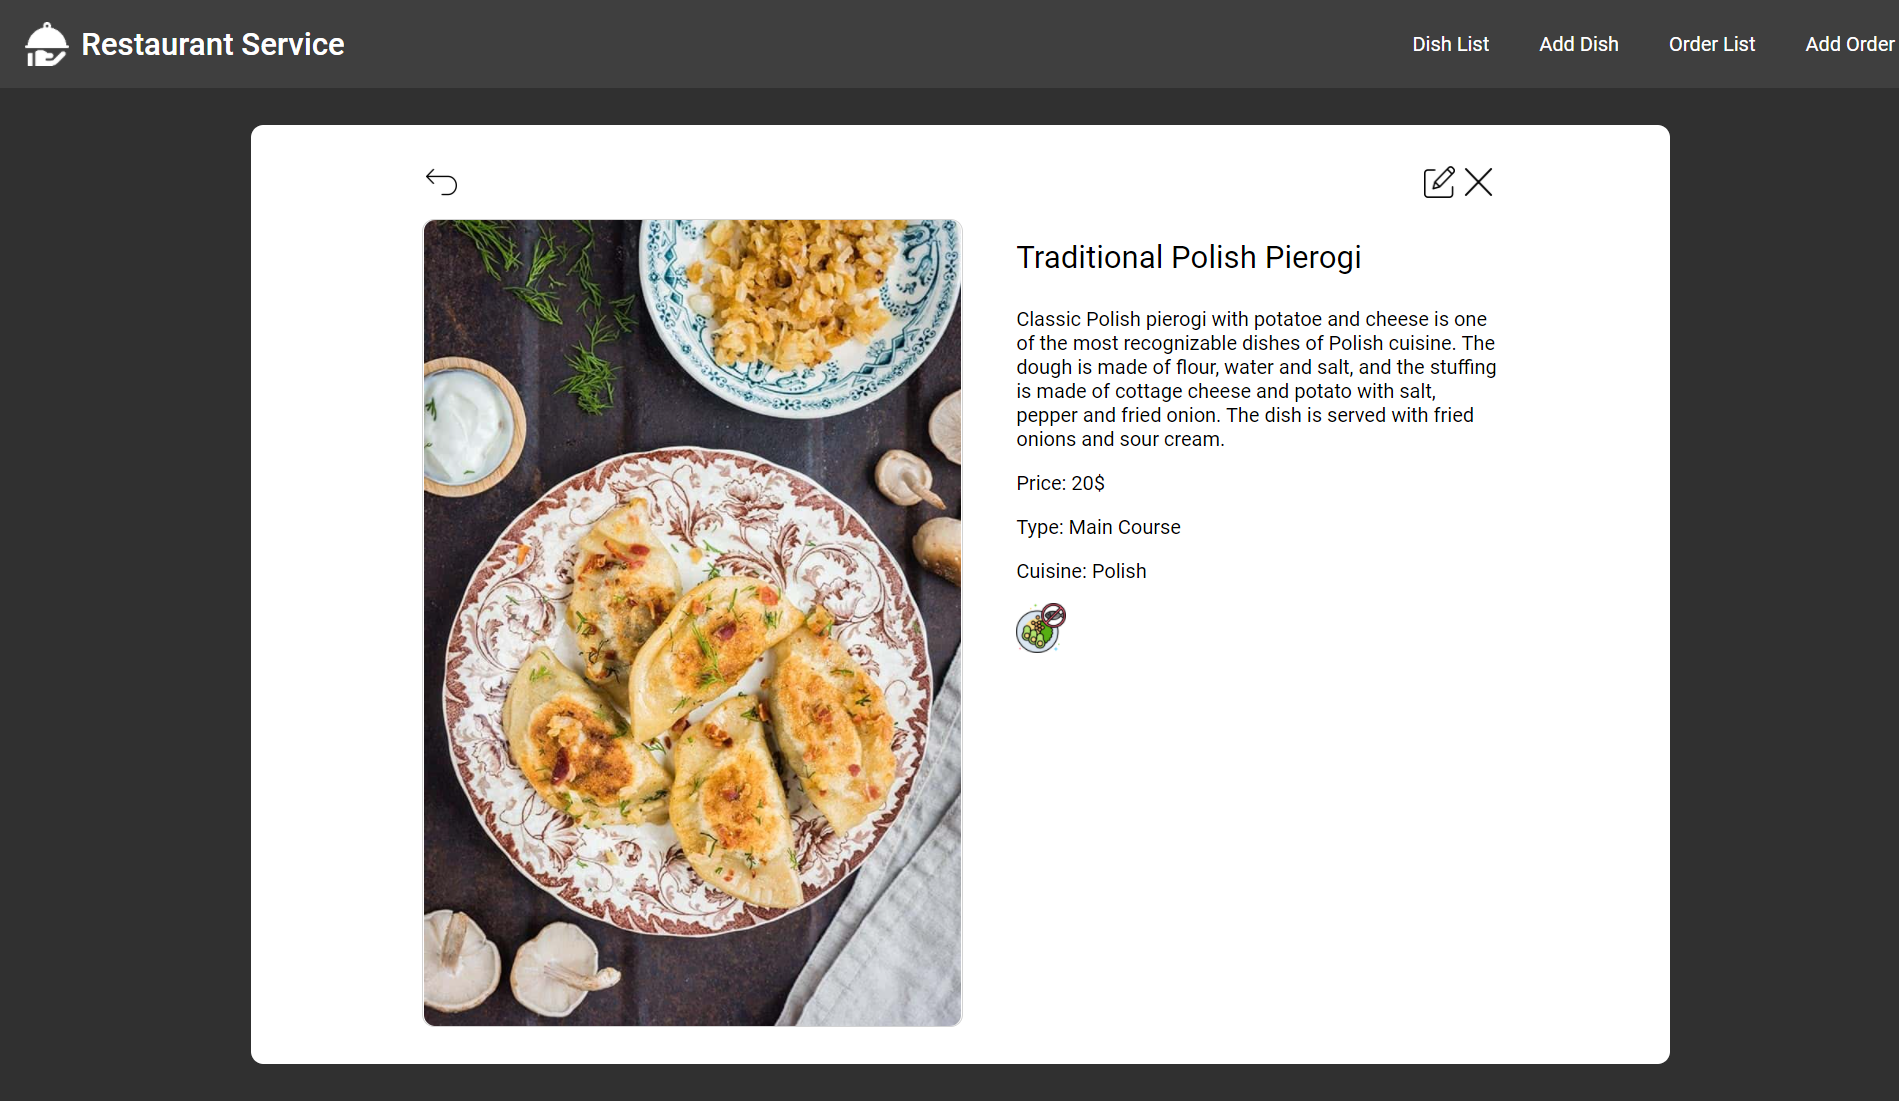 Restaurant Service
Dish List
Add Dish
Order List
Add Order
Traditional Polish Pierogi
Classic Polish pierogi with potatoe and cheese is one
of the most recognizable dishes of Polish cuisine. The
dough is made of flour, water and salt, and the stuffing
is made of cottage cheese and potato with salt,
pepper and fried onion. The dish is served with fried
onions and sour cream.
Price: 20$
Type: Main Course
Cuisine: Polish